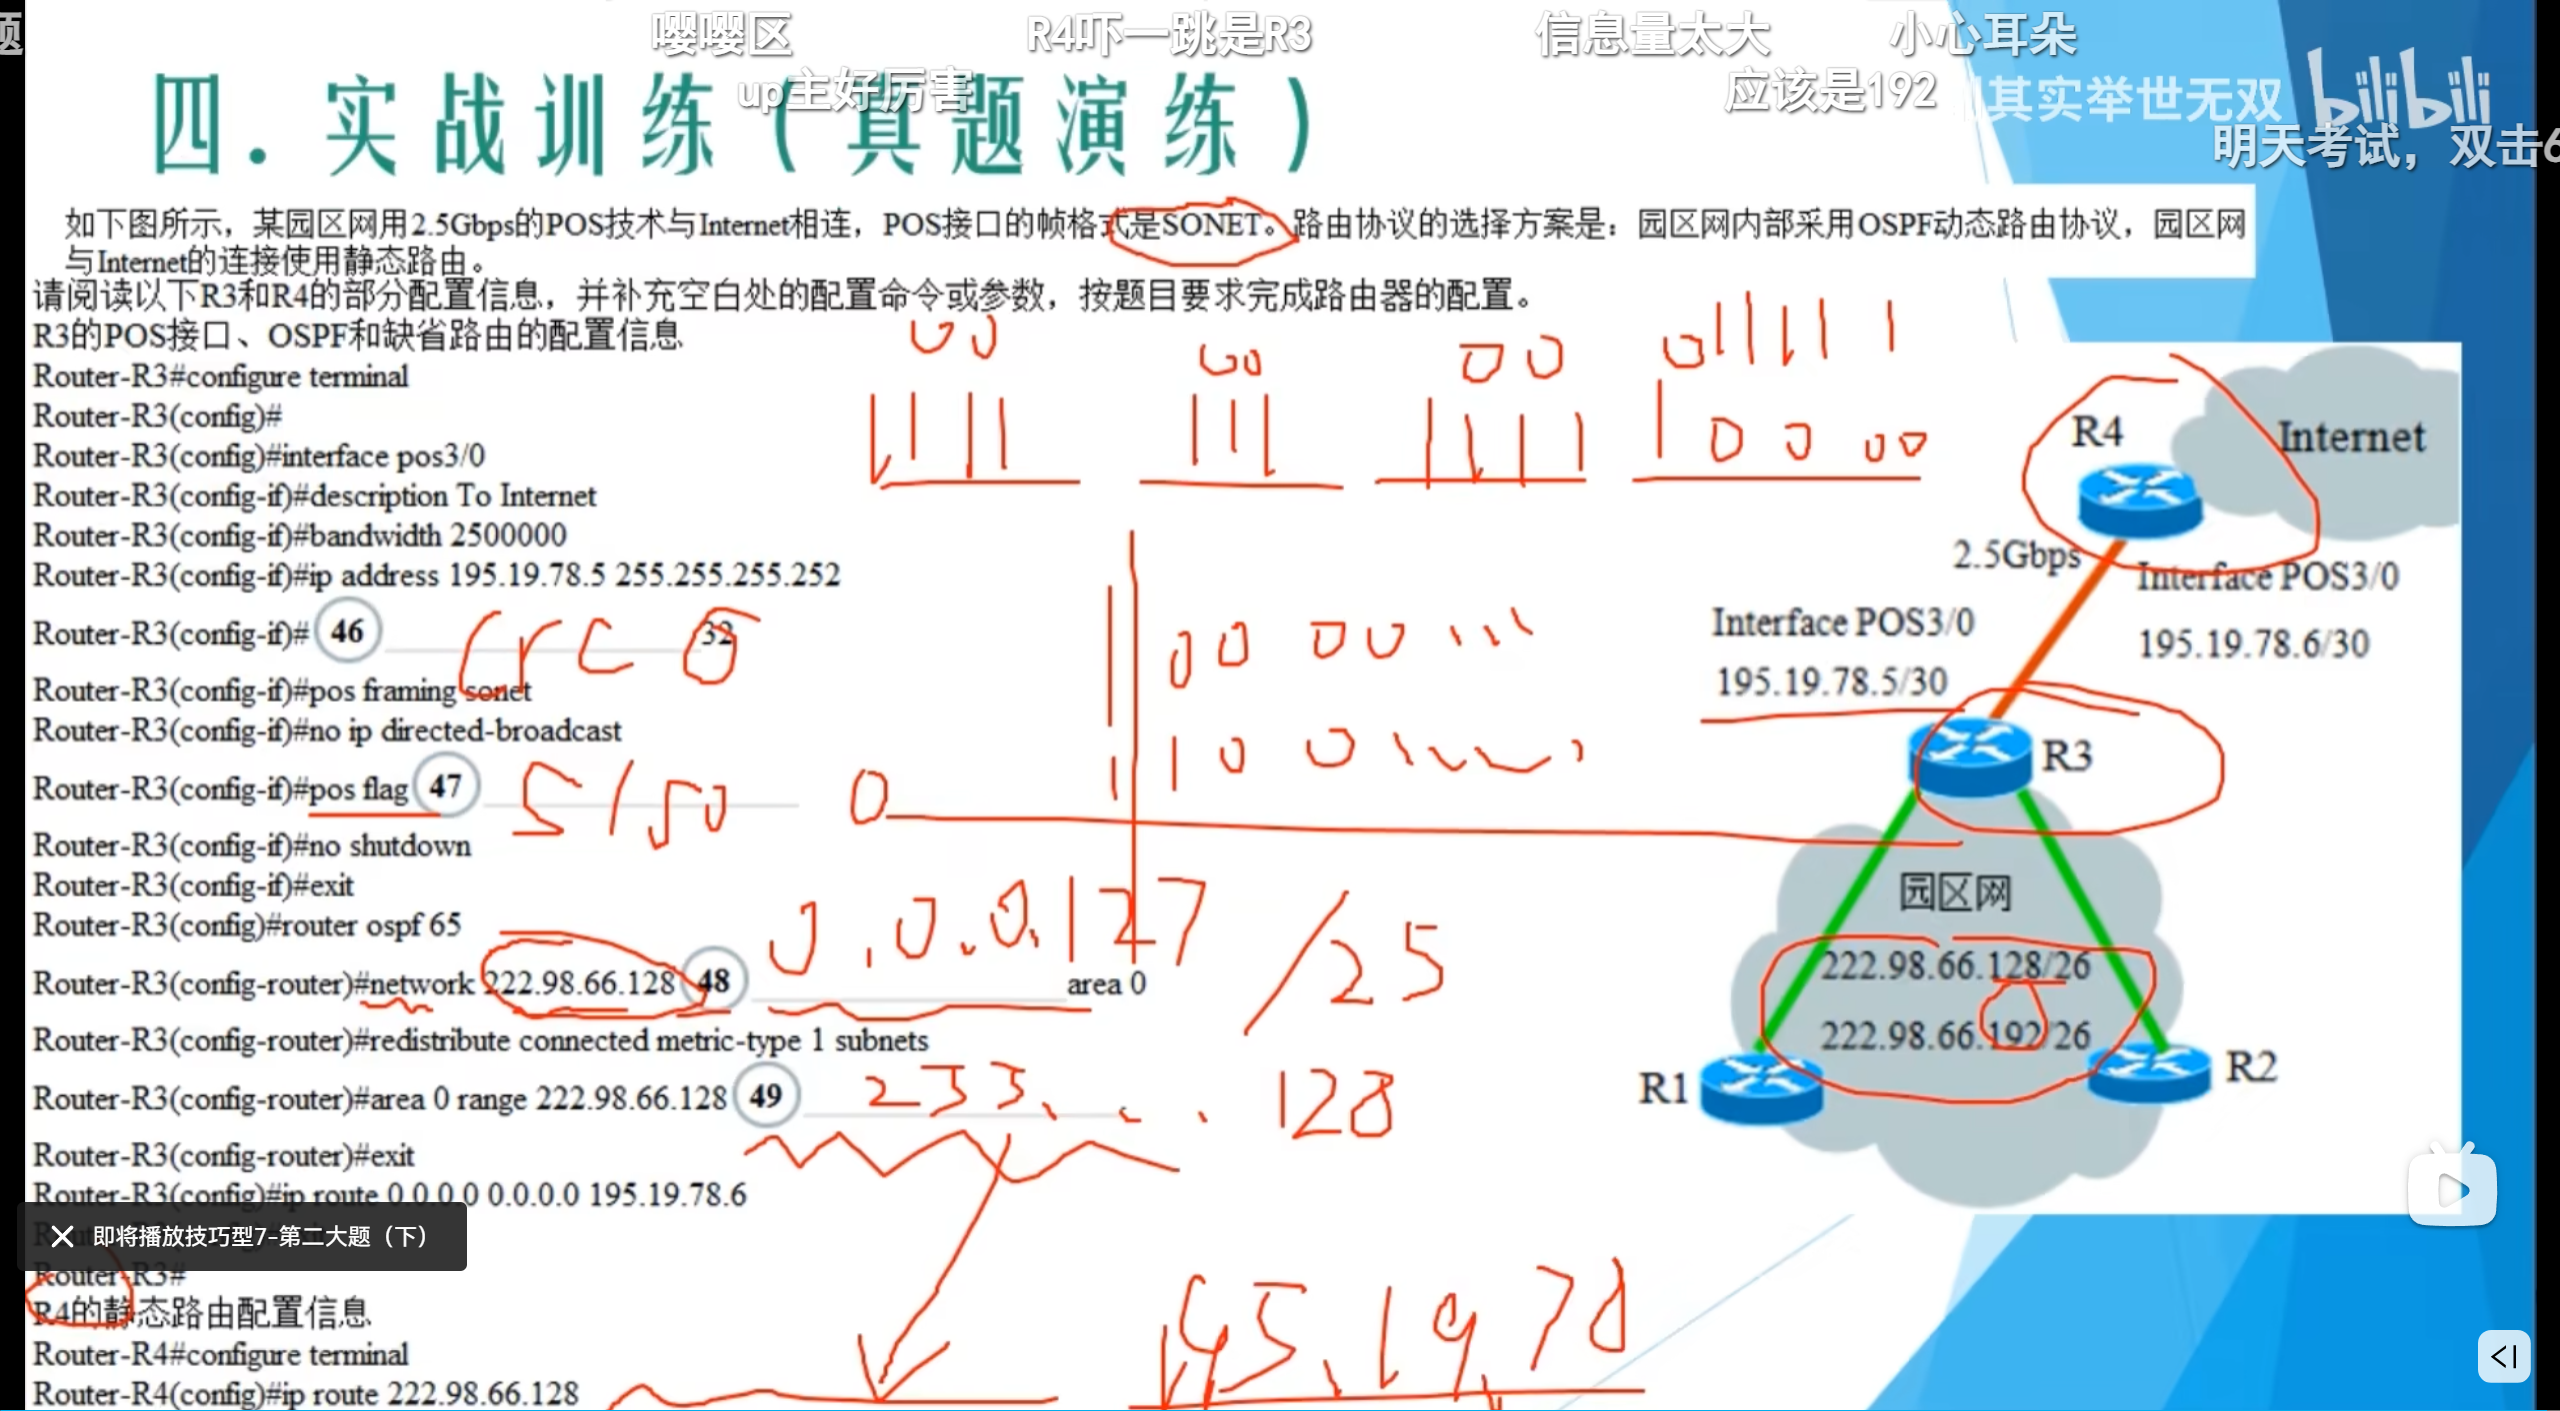 嘤嘤区
R4吓一跳是R3
信息量太大
小心耳朵
题
up主好厉害
应该是192
其实举世无双
bilibili
明天考试，双击6
四.实战训练(真题演练)
如下图所示，某园区网用2.5Gbps的POS技术与Internet相连，POS接口的帧格式是SONET。路由协议的选择方案是：园区网内部采用OSPF动态路由协议，园区网
与Internet的连接使用静态路由。
请阅读以下R3和R4的部分配置信息，并补充空白处的配置命令或参数，按题目要求完成路由器的配置。
R3的POS接口、OSPF和缺省路由的配置信息
Router-R3#configure terminal
Router-R3(config)#
Router-R3(config)#interface pos3/0
Router-R3(config-if)#description To Internet
Router-R3(config-if)#bandwidth 2500000
Router-R3(config-if)#ip address 195.19.78.5 255.255.255.252
Router-R3(config-if)# 46 crc 32
Router-R3(config-if)#pos framing sonet
Router-R3(config-if)#no ip directed-broadcast
Router-R3(config-if)#pos flag 47
Router-R3(config-if)#no shutdown
Router-R3(config-if)#exit
Router-R3(config)#router ospf 65
0.0.0.127 /25
Router-R3(config-router)#network 222.98.66.128 48 area 0
Router-R3(config-router)#redistribute connected metric-type 1 subnets
Router-R3(config-router)#area 0 range 222.98.66.128 49 128
Router-R3(config-router)#exit
Router-R3(config)#ip route 0.0.0.0 0.0.0.0 195.19.78.6
即将播放技巧型7-第二大题（下）
Router-R3#
R4的静态路由配置信息
Router-R4#configure terminal
Router-R4(config)#ip route 222.98.66.128
195.19.78
R4
Internet
2.5Gbps
Interface POS3/0
195.19.78.6/30
Interface POS3/0
195.19.78.5/30
R3
园区网
222.98.66.128/26
222.98.66.192/26
R1
R2